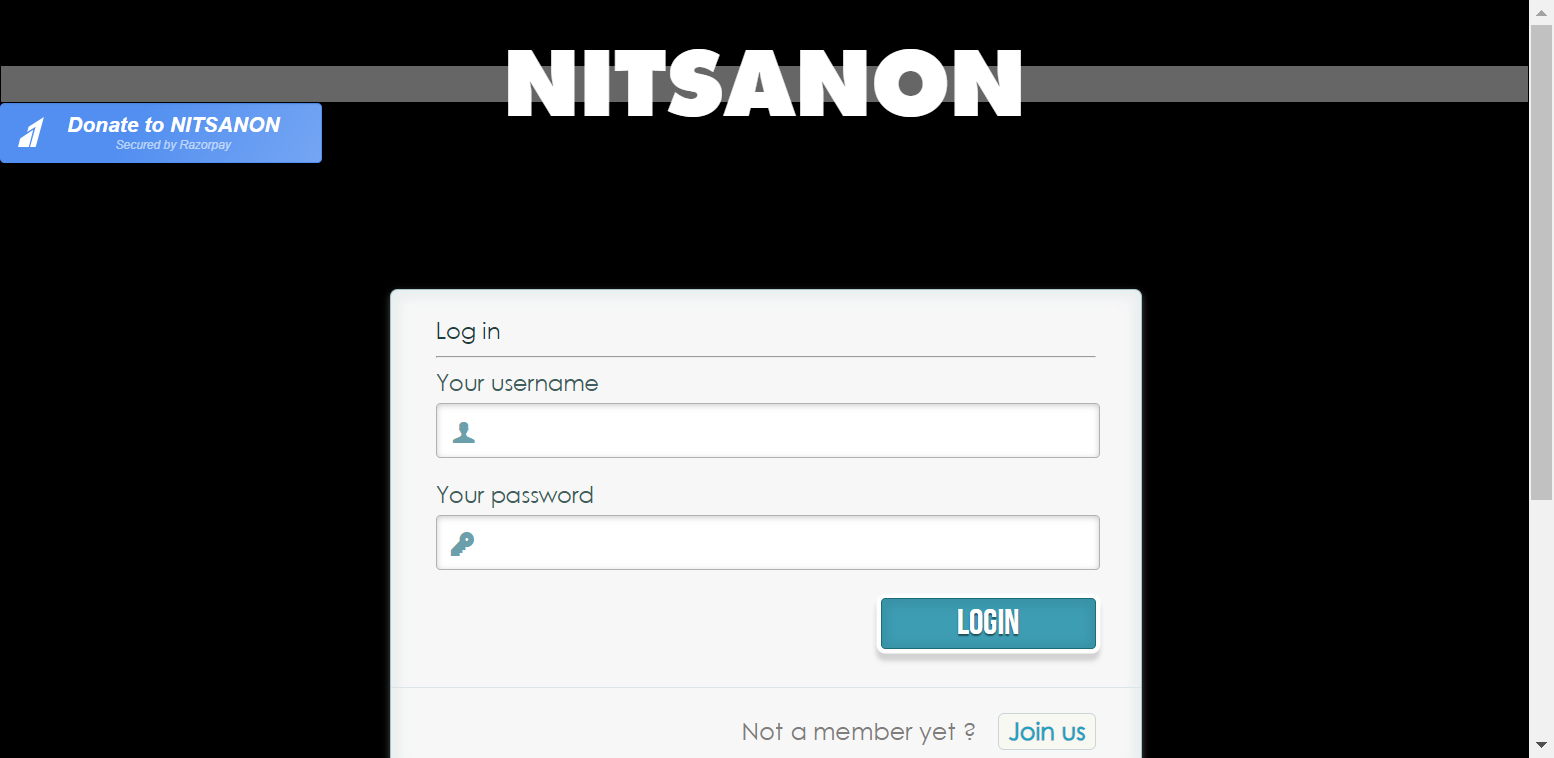 NITSANON
Donate to NITSANON
Secured by Razorpay
Log in
Your username
Your password
LOGIN
Not a member yet ? Join us